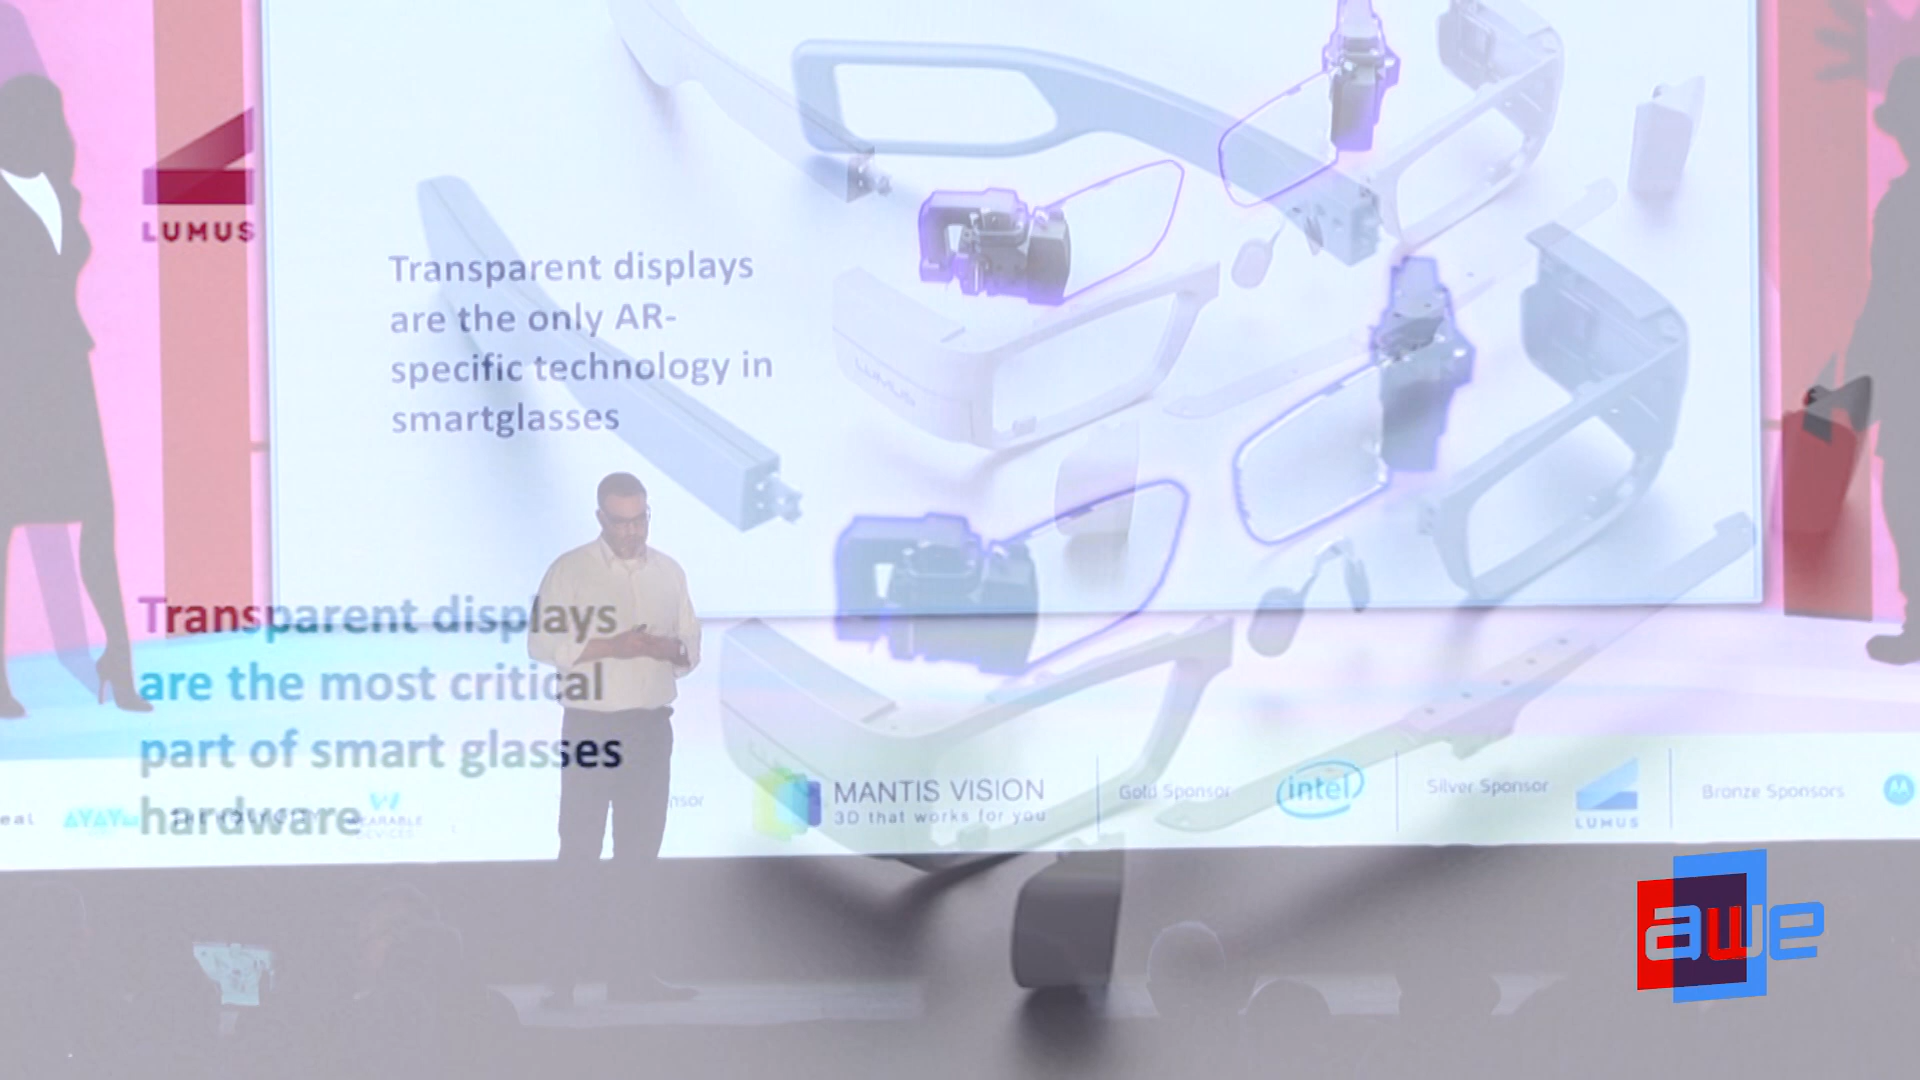 LUMUS
Transparent displays
are the only AR-
specific technology in
smartglasses
LUMUS
Transparent displays
are the most critical
part of smart glasses
hardware
MANTIS VISION
3D that works for you
Gold Sponsor
intel
Silver Sponsor
LUMUS
Bronze Sponsors
awe